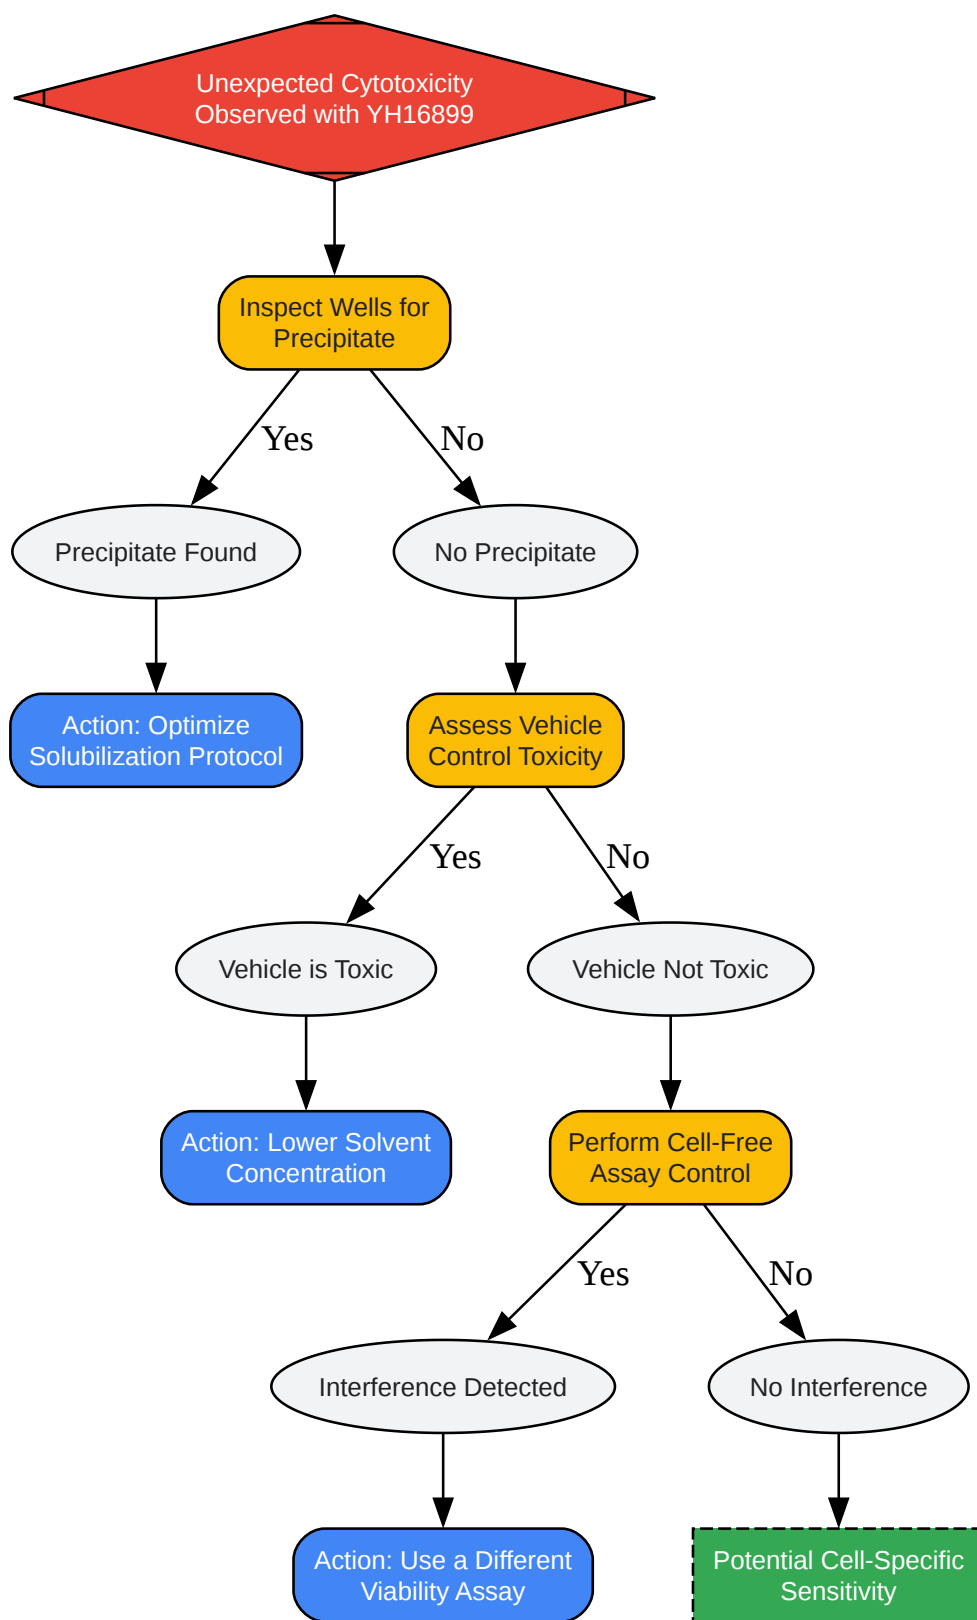 Unexpected Cytotoxicity
Observed with YH16899
Inspect Wells for
Precipitate
Yes
No
Precipitate Found
No Precipitate
Action: Optimize
Solubilization Protocol
Assess Vehicle
Control Toxicity
Yes
No
Vehicle is Toxic
Vehicle Not Toxic
Action: Lower Solvent
Concentration
Perform Cell-Free
Assay Control
Yes
No
Interference Detected
No Interference
Action: Use a Different
Viability Assay
Potential Cell-Specific
Sensitivity